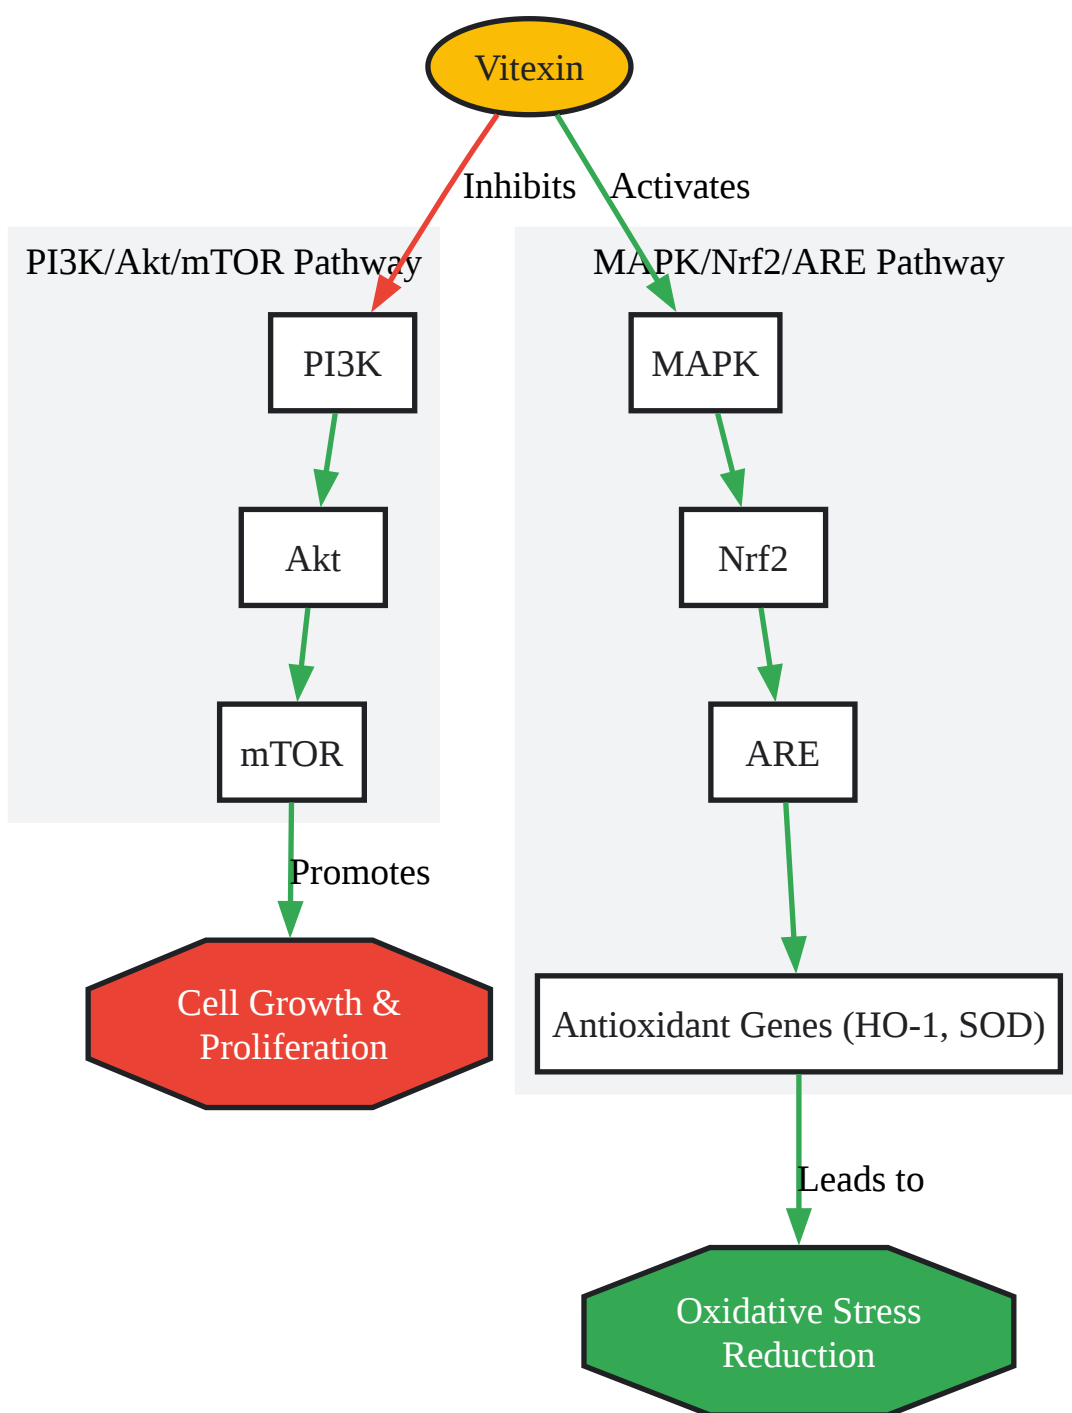 Vitexin
Inhibits
Activates
PI3K/Akt/mTOR Pathway
MAPK/Nrf2/ARE Pathway
PI3K
MAPK
Akt
Nrf2
mTOR
ARE
Promotes
Cell Growth &
Proliferation
Antioxidant Genes (HO-1, SOD)
Leads to
Oxidative Stress
Reduction